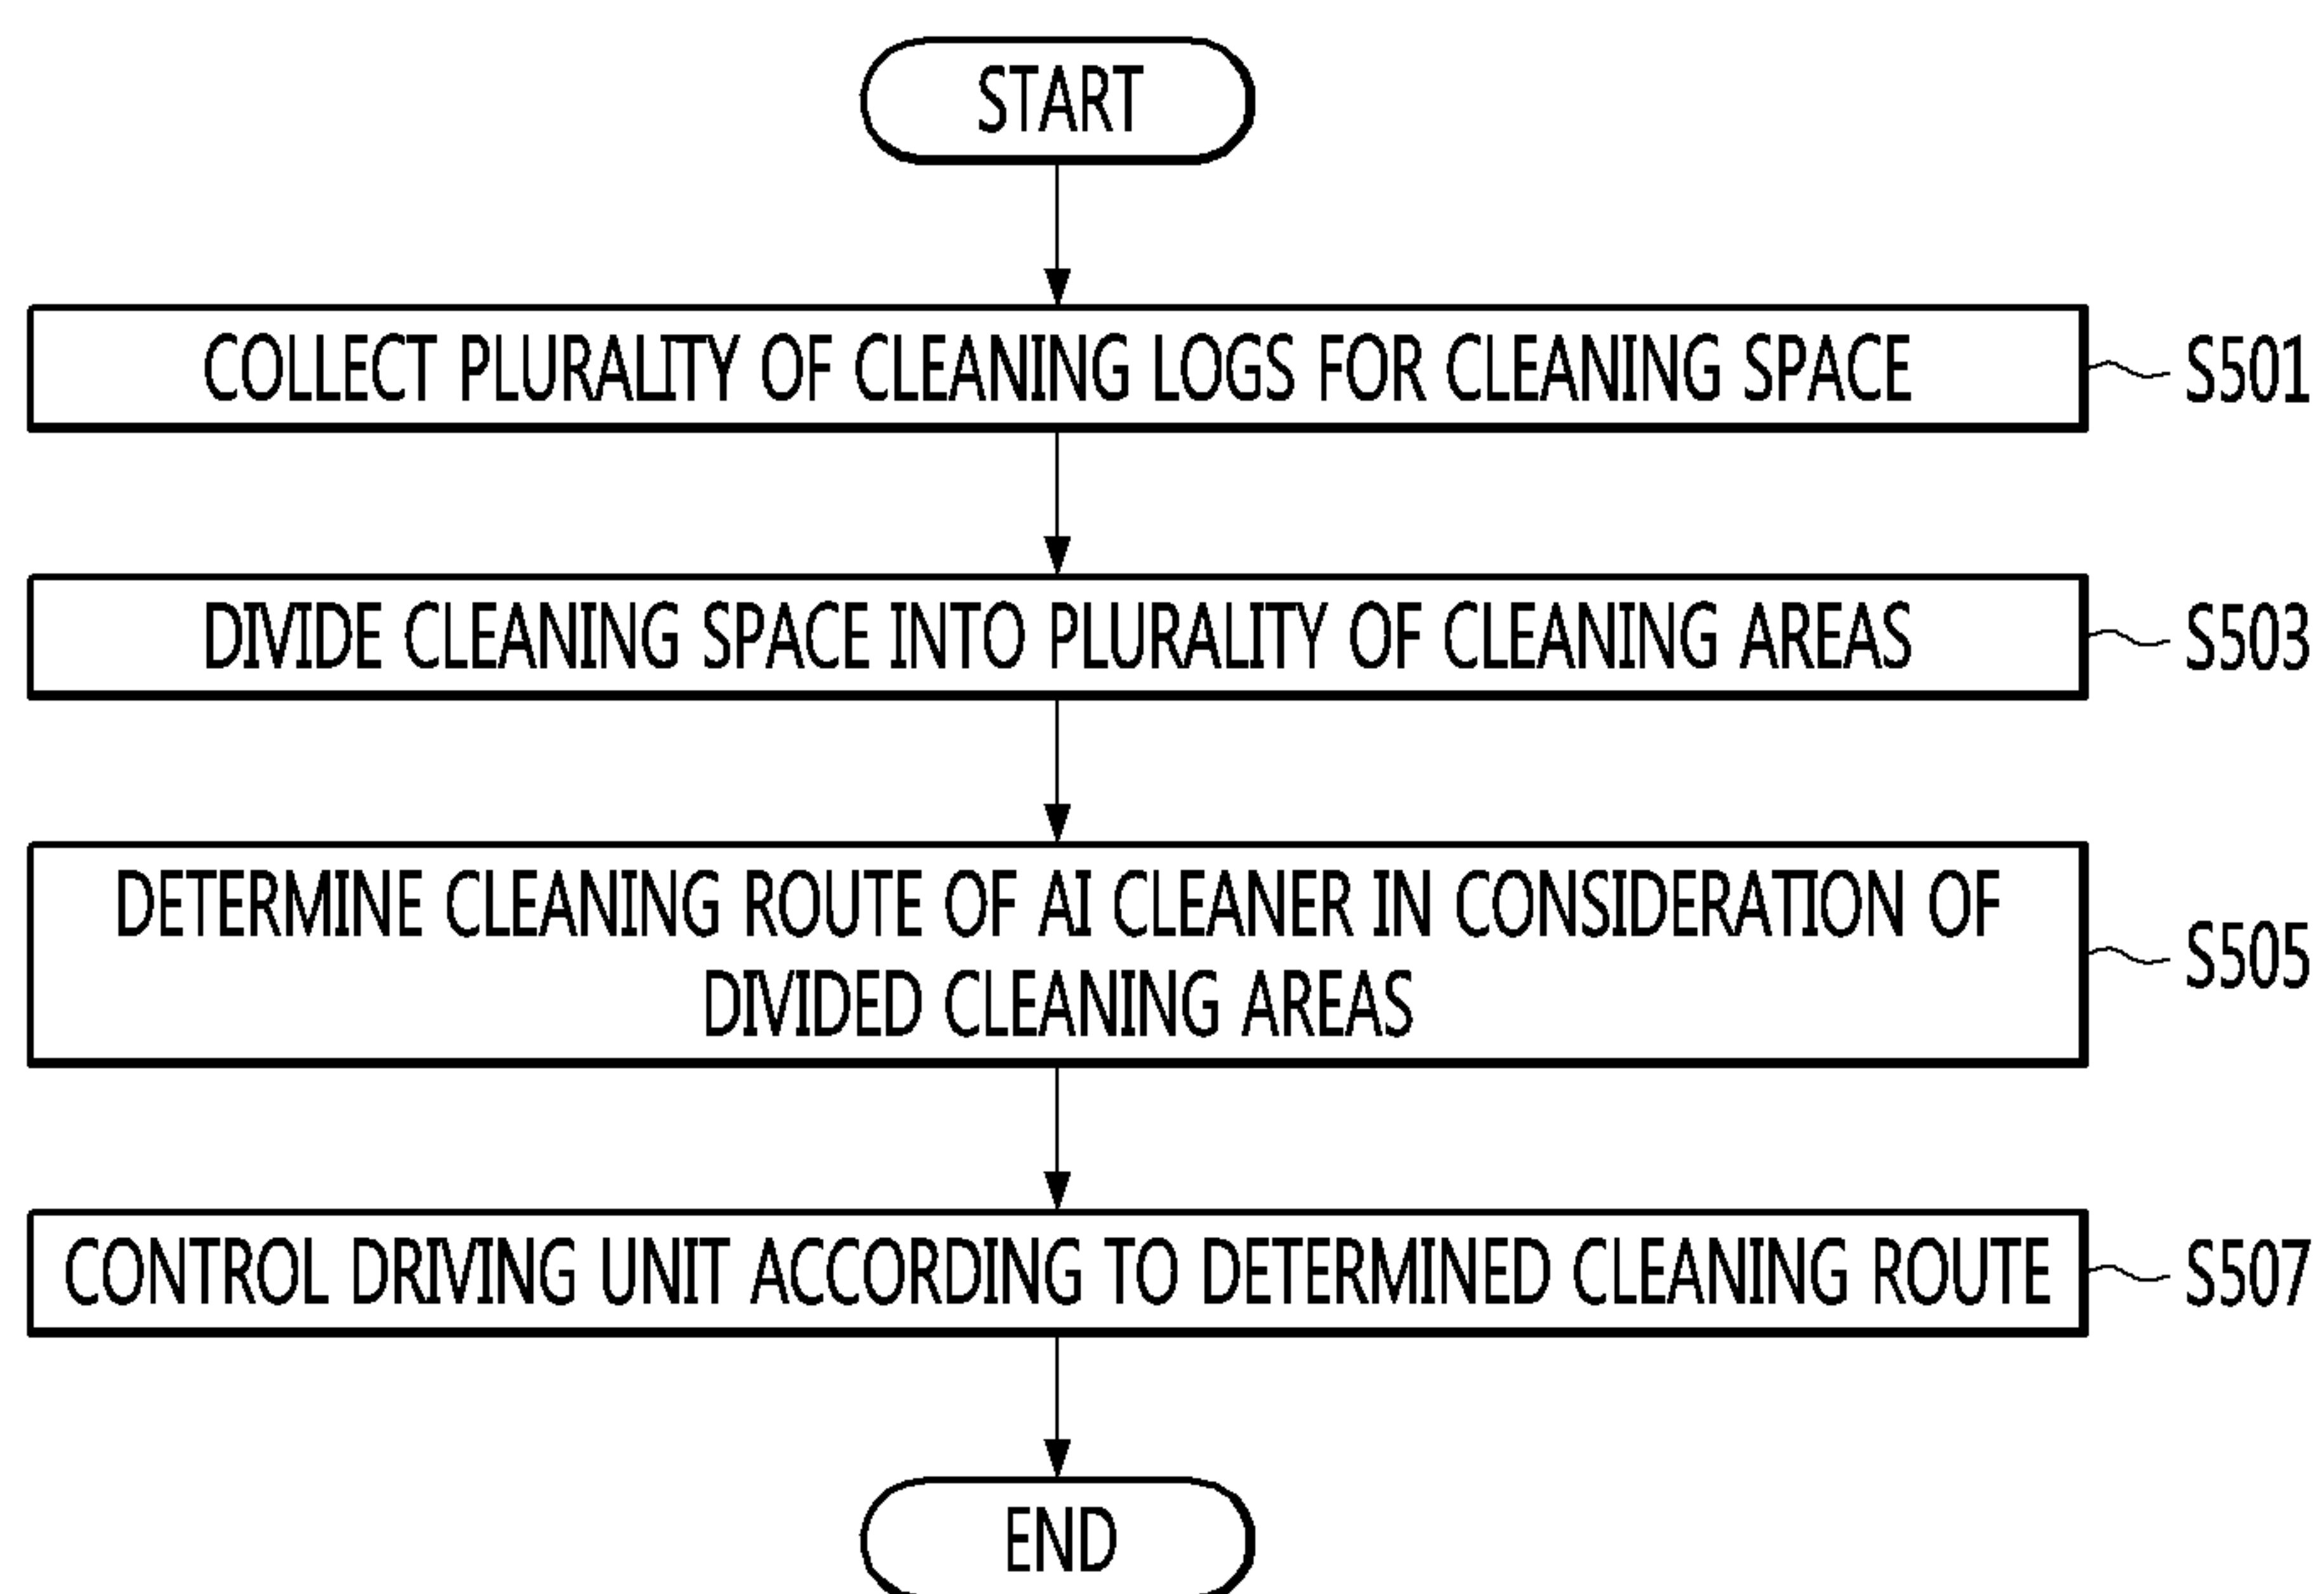 START
COLLECT PLURALITY OF CLEANING LOGS FOR CLEANING SPACE
S501
DIVIDE CLEANING SPACE INTO PLURALITY OF CLEANING AREAS
S503
DETERMINE CLEANING ROUTE OF AI CLEANER IN CONSIDERATION OF
DIVIDED CLEANING AREAS
S505
CONTROL DRIVING UNIT ACCORDING TO DETERMINED CLEANING ROUTE
S507
END